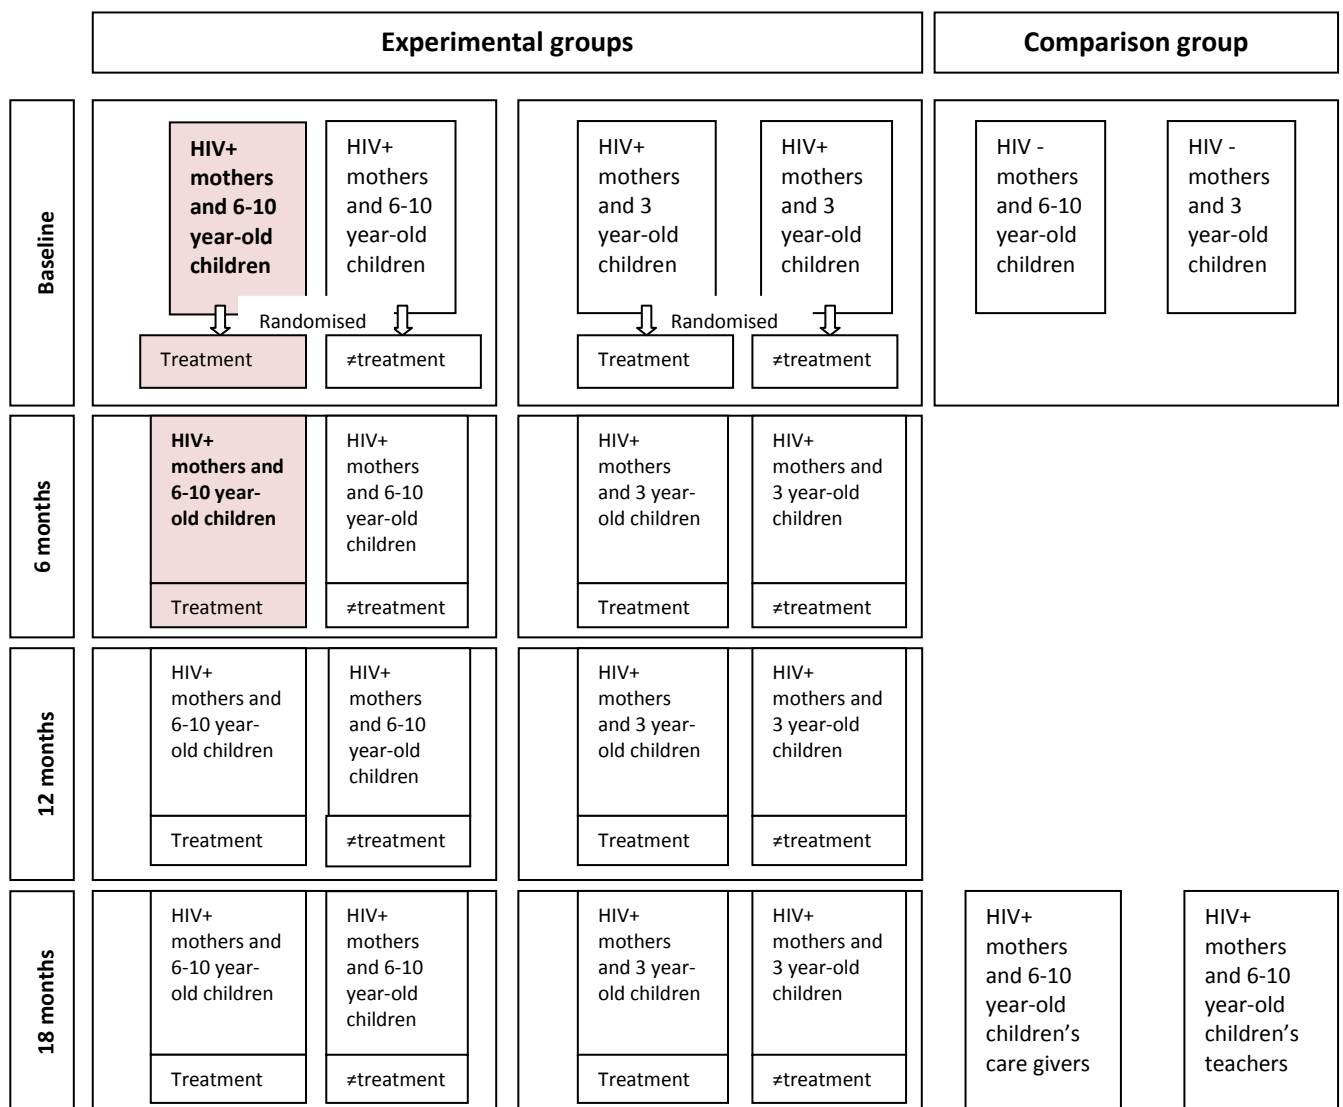 Experimental groups
Comparison group
Baseline
HIV+
mothers
and 6-10
year-old
children
HIV+
mothers
and 6-10
year-old
children
Randomised
Treatment
≠treatment
HIV+
mothers
and 3
year-old
children
HIV+
mothers
and 3
year-old
children
Randomised
Treatment
≠treatment
HIV -
mothers
and 6-10
year-old
children
HIV -
mothers
and 3
year-old
children
6 months
HIV+
mothers and
6-10 year-
old children
Treatment
HIV+
mothers
and 6-10
year-old
children
≠treatment
HIV+
mothers
and 3 year-
old children
Treatment
HIV+
mothers and
3 year-old
children
≠treatment
12 months
HIV+
mothers and
6-10 year-
old children
Treatment
HIV+
mothers
and 6-10
year-old
children
≠treatment
HIV+
mothers
and 3 year-
old children
Treatment
HIV+
mothers and
3 year-old
children
≠treatment
18 months
HIV+
mothers and
6-10 year-
old children
Treatment
HIV+
mothers
and 6-10
year-old
children
≠treatment
HIV+
mothers
and 3 year-
old children
Treatment
HIV+
mothers and
3 year-old
children
≠treatment
HIV+
mothers
and 6-10
year-old
children's
care givers
HIV+
mothers
and 6-10
year-old
children's
teachers